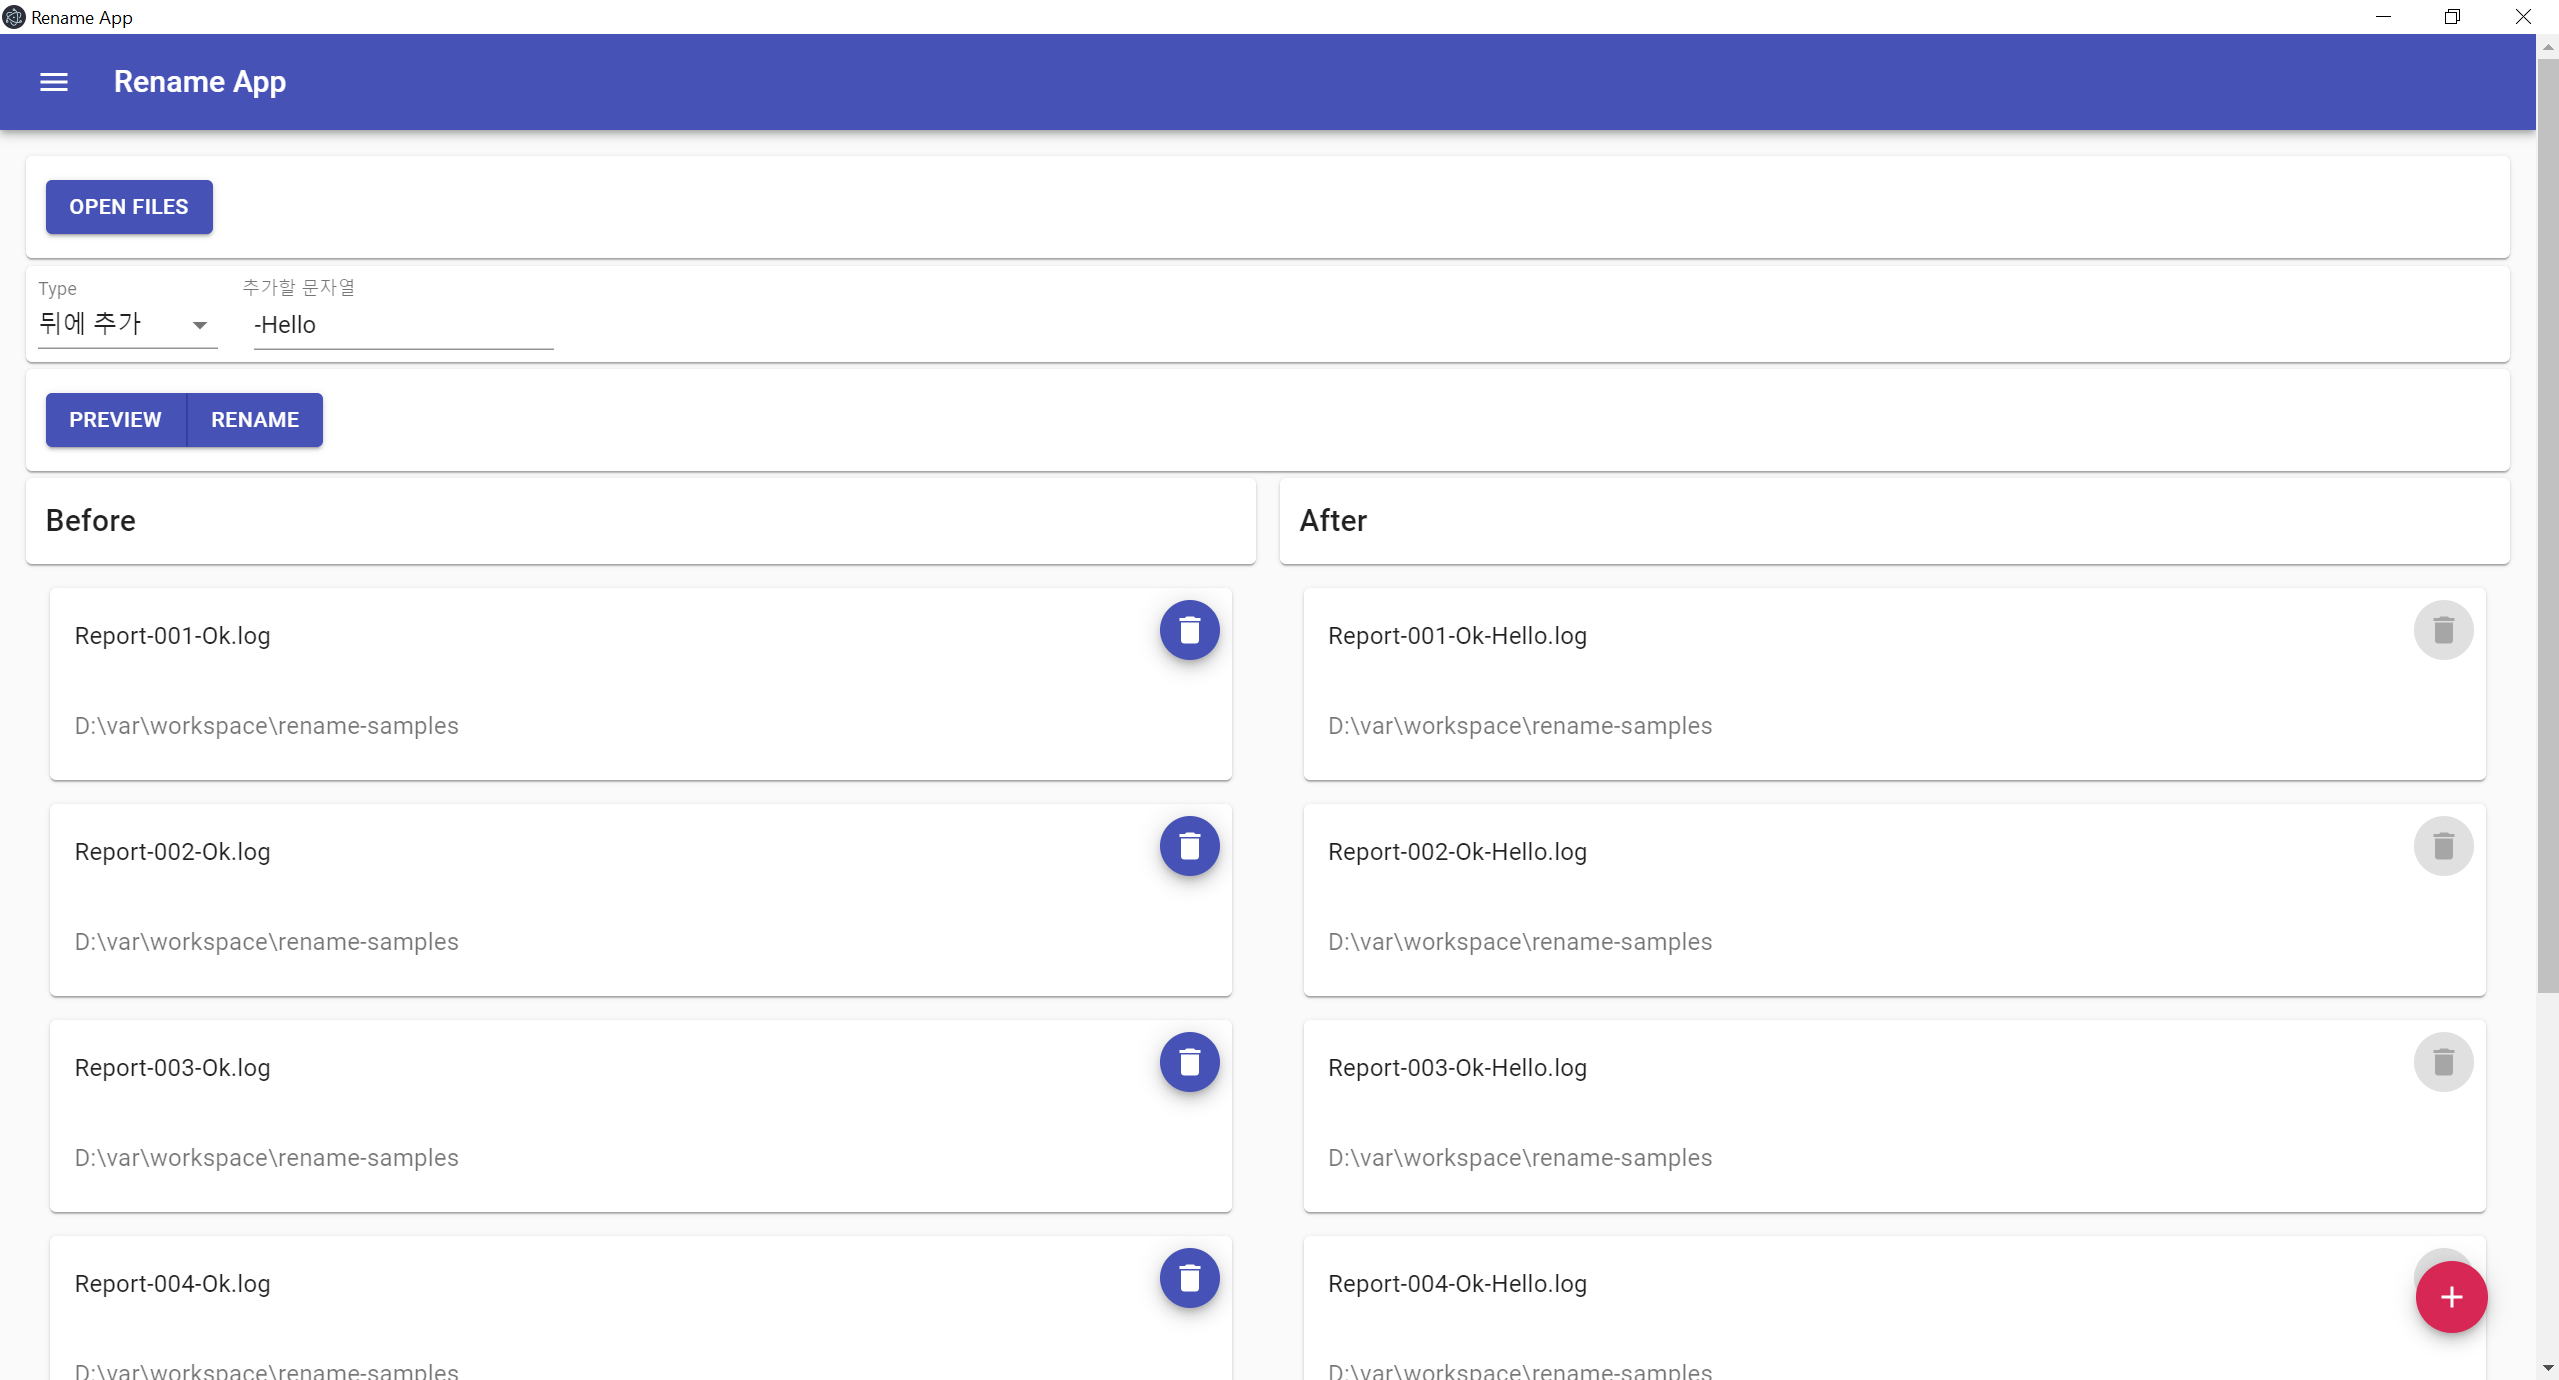 Rename App
Rename App
OPEN FILES
Type
추가할 문자열
뒤에 추가
-Hello
PREVIEW
RENAME
Before
After
Report-001-Ok.log
Report-001-Ok-Hello.log
D:\var\workspace\rename-samples
D:\var\workspace\rename-samples
Report-002-Ok.log
Report-002-Ok-Hello.log
D:\var\workspace\rename-samples
D:\var\workspace\rename-samples
Report-003-Ok.log
Report-003-Ok-Hello.log
D:\var\workspace\rename-samples
D:\var\workspace\rename-samples
Report-004-Ok.log
Report-004-Ok-Hello.log
D:\var\workspace\rename-samples
D:\var\workspace\rename-samples